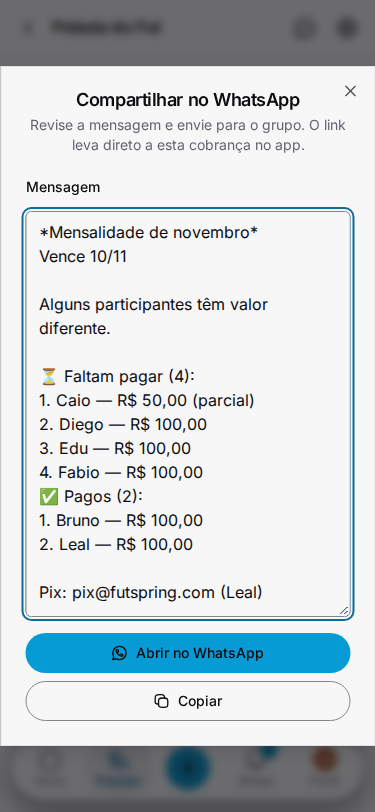 Compartilhar no WhatsApp
Revise a mensagem e envie para o grupo. O link
leva direto a esta cobrança no app.
Mensagem
*Mensalidade de novembro*
Vence 10/11
Alguns participantes têm valor
diferente.
⏳ Faltam pagar (4):
1. Caio — R$ 50,00 (parcial)
2. Diego — R$ 100,00
3. Edu — R$ 100,00
4. Fabio — R$ 100,00
✅ Pagos (2):
1. Bruno — R$ 100,00
2. Leal — R$ 100,00
Pix: pix@futspring.com (Leal)
Abrir no WhatsApp
Copiar